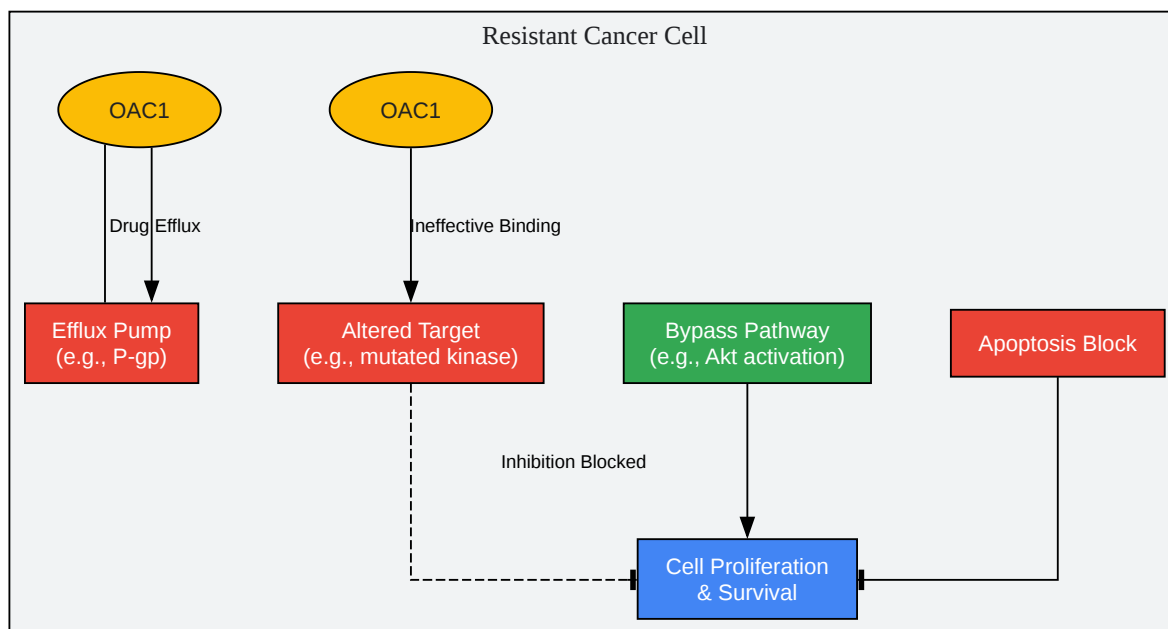 Resistant Cancer Cell
OAC1
OAC1
Drug Efflux
Ineffective Binding
Efflux Pump
(e.g., P-gp)
Altered Target
(e.g., mutated kinase)
Bypass Pathway
(e.g., Akt activation)
Apoptosis Block
Inhibition Blocked
Cell Proliferation
& Survival